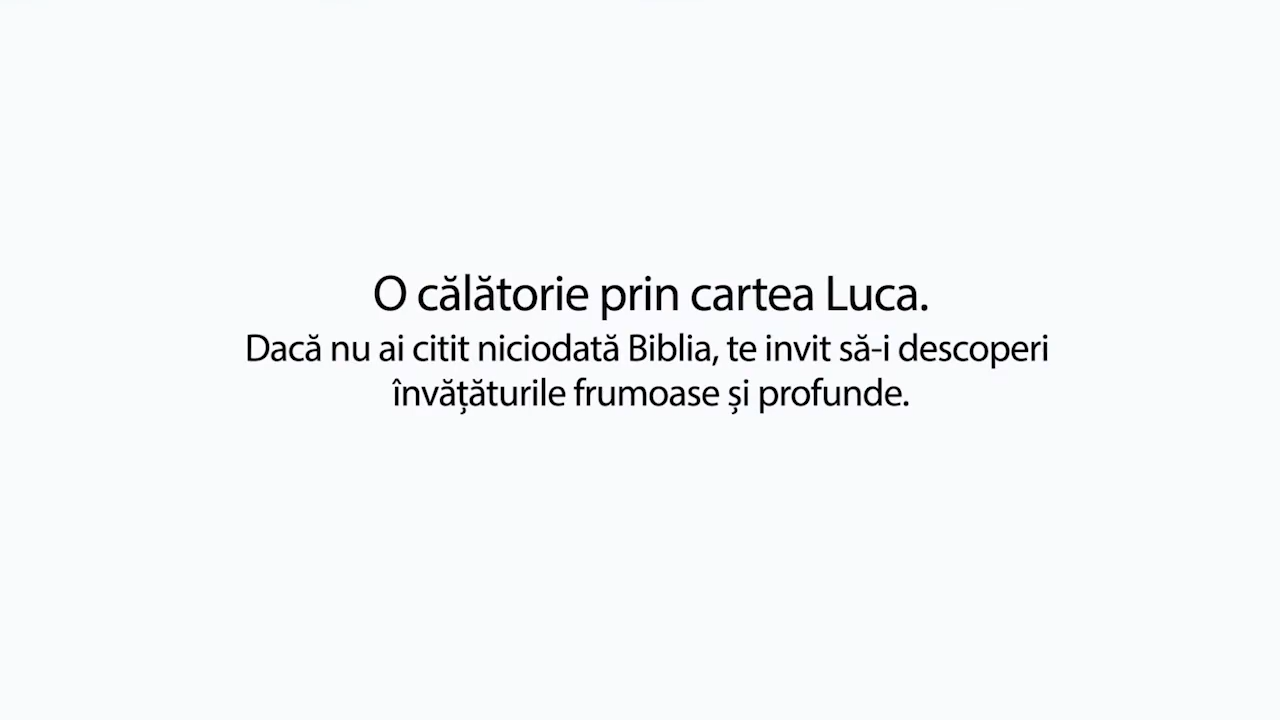 O călătorie prin cartea Luca.
Dacă nu ai citit niciodată Biblia, te invit să-i descoperi
învățăturile frumoase și profunde.